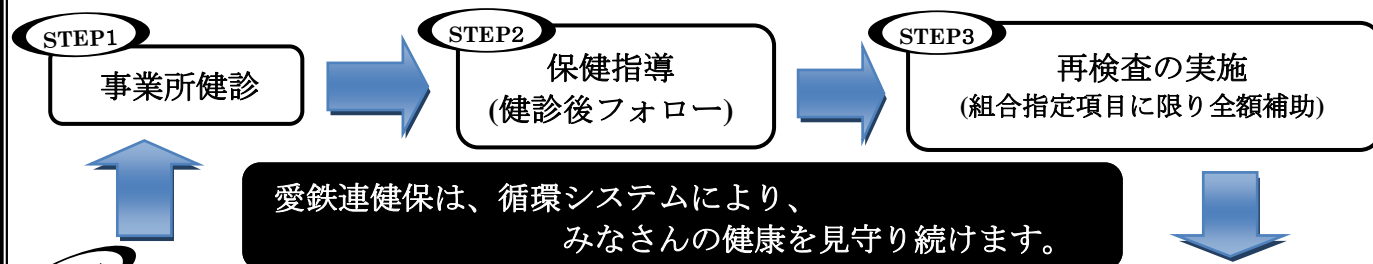 STEP1
事業所健診
STEP2
保健指導
(健診後フォロー)
STEP3
再検査の実施
(組合指定項目に限り全額補助)
愛鉄連健保は、循環システムにより、
みなさんの健康を見守り続けます。